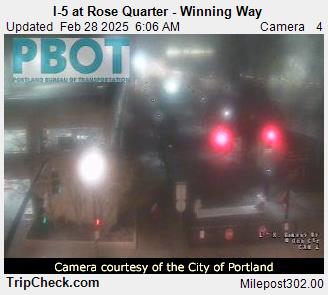 I-5 at Rose Quarter - Winning Way
Updated Feb 28 2025 6:06 AM Camera 4
PBOT
PORTLAND BUREAU OF TRANSPORTATION
Camera courtesy of the City of Portland
TripCheck.com Milepost302.00